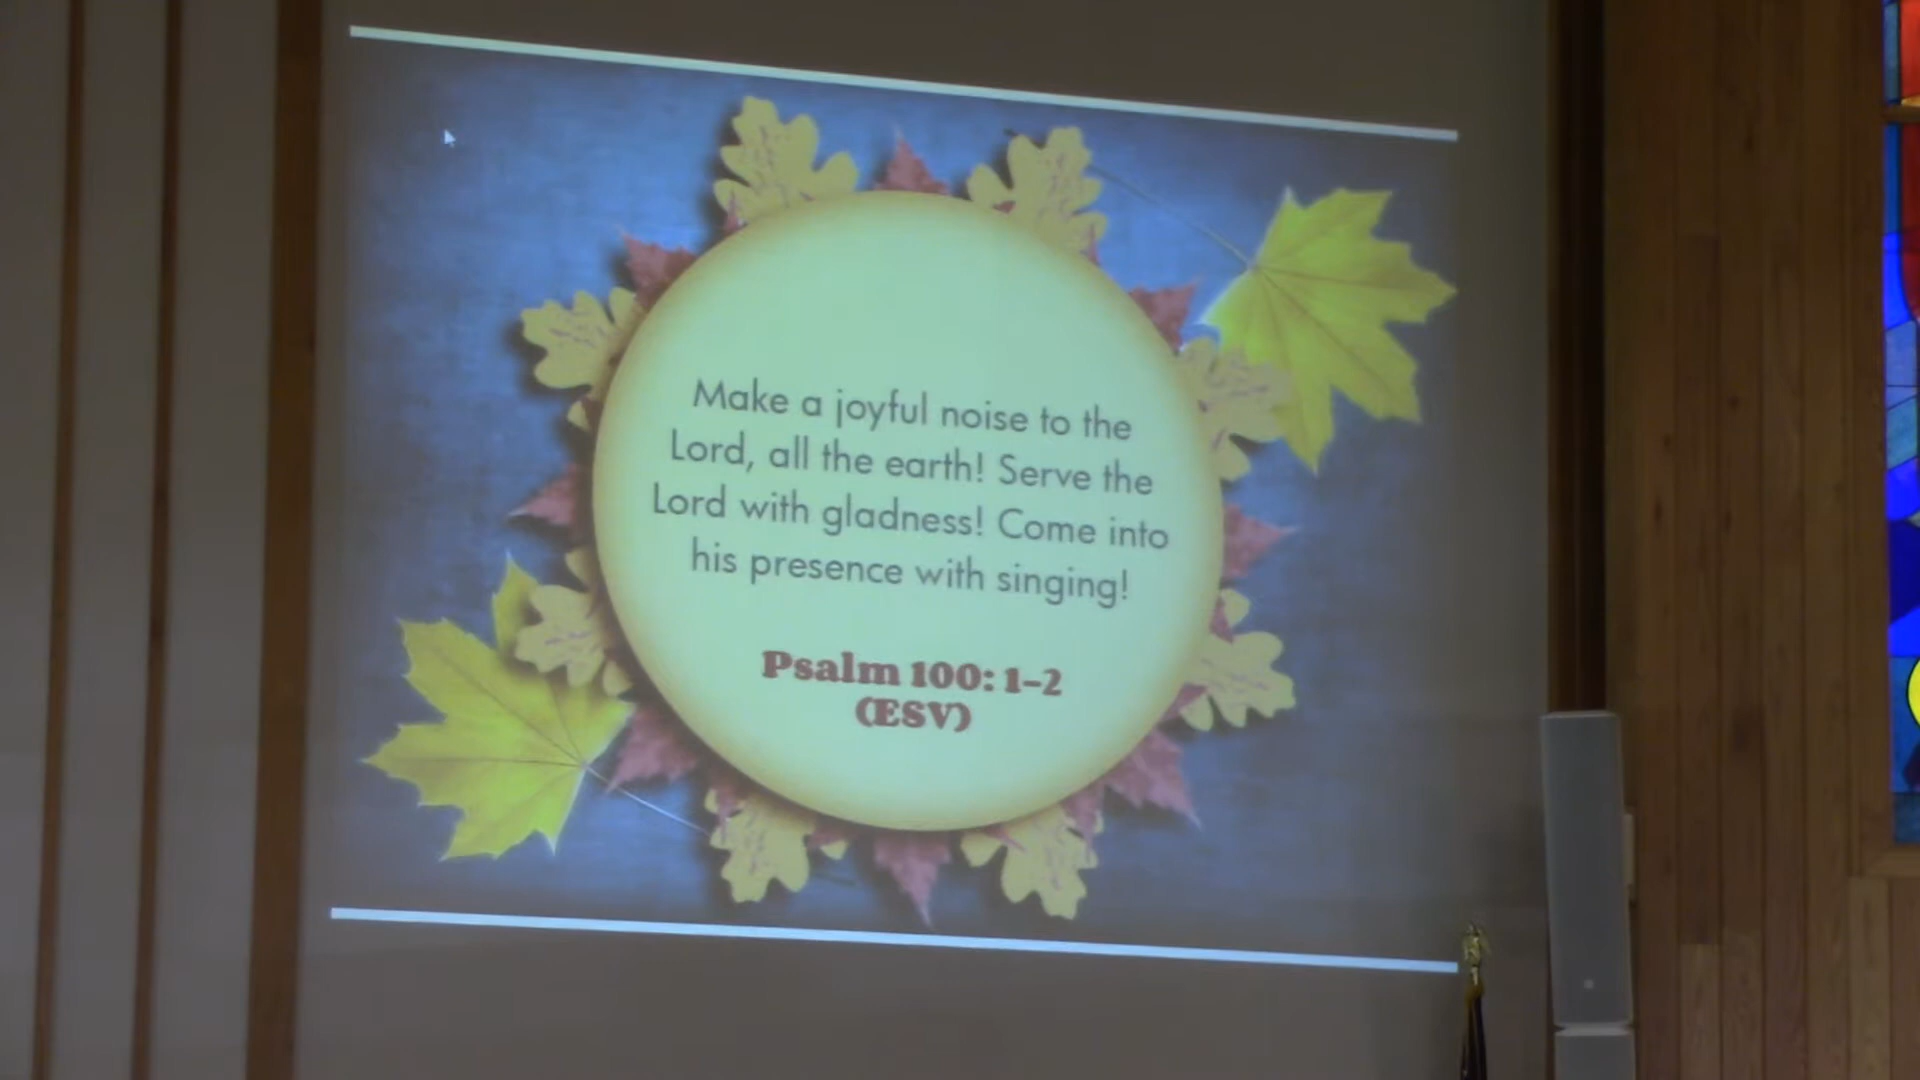 Make a joyful noise to the
Lord, all the earth! Serve the
Lord with gladness! Come into
his presence with singing!
Psalm 100: 1-2
(ESV)